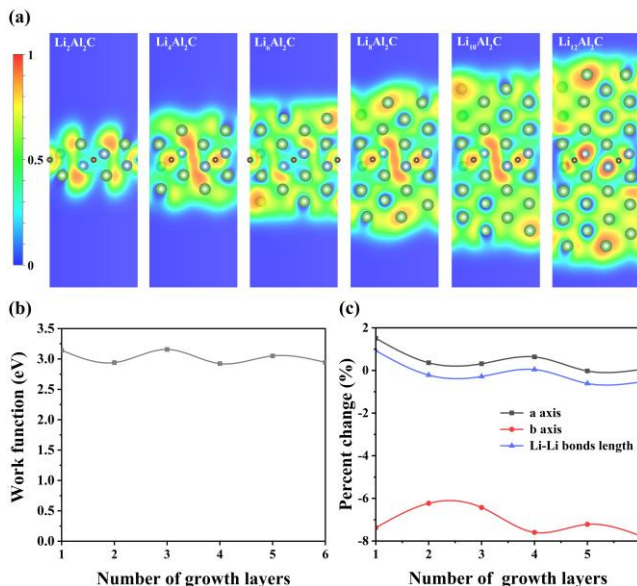 (a)
Li₂Al₂C Li₄Al₂C Li₆Al₂C Li₈Al₂C Li₁₀Al₂C Li₁₂Al₂C
1
0.5
0
(b)
Work function (eV)
3.5
3.0
2.5
2.0
1.5
1.0
0.5
0.0
1 2 3 4 5 6
Number of growth layers
(c)
Percent change (%)
2
0
-2
-4
-6
-8
a axis
b axis
Li-Li bonds length
1 2 3 4 5
Number of growth layers